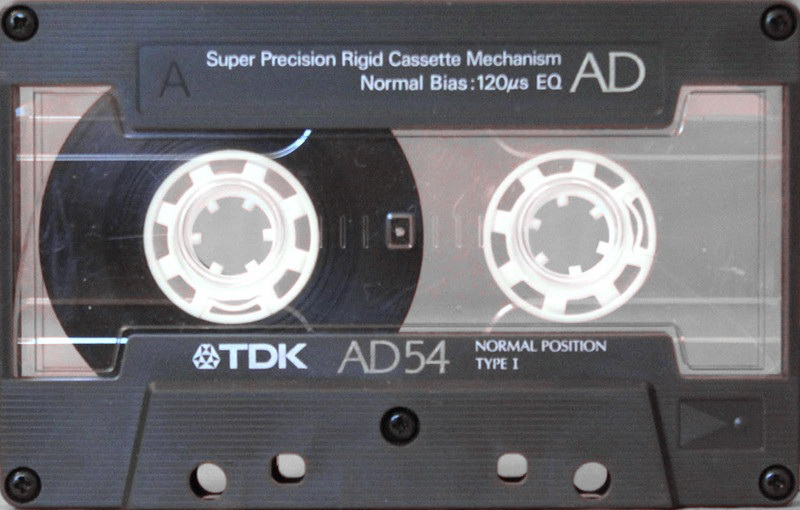 A
Super Precision Rigid Cassette Mechanism
Normal Bias:120μs EQ AD
TDK AD54 NORMAL POSITION
TYPE I